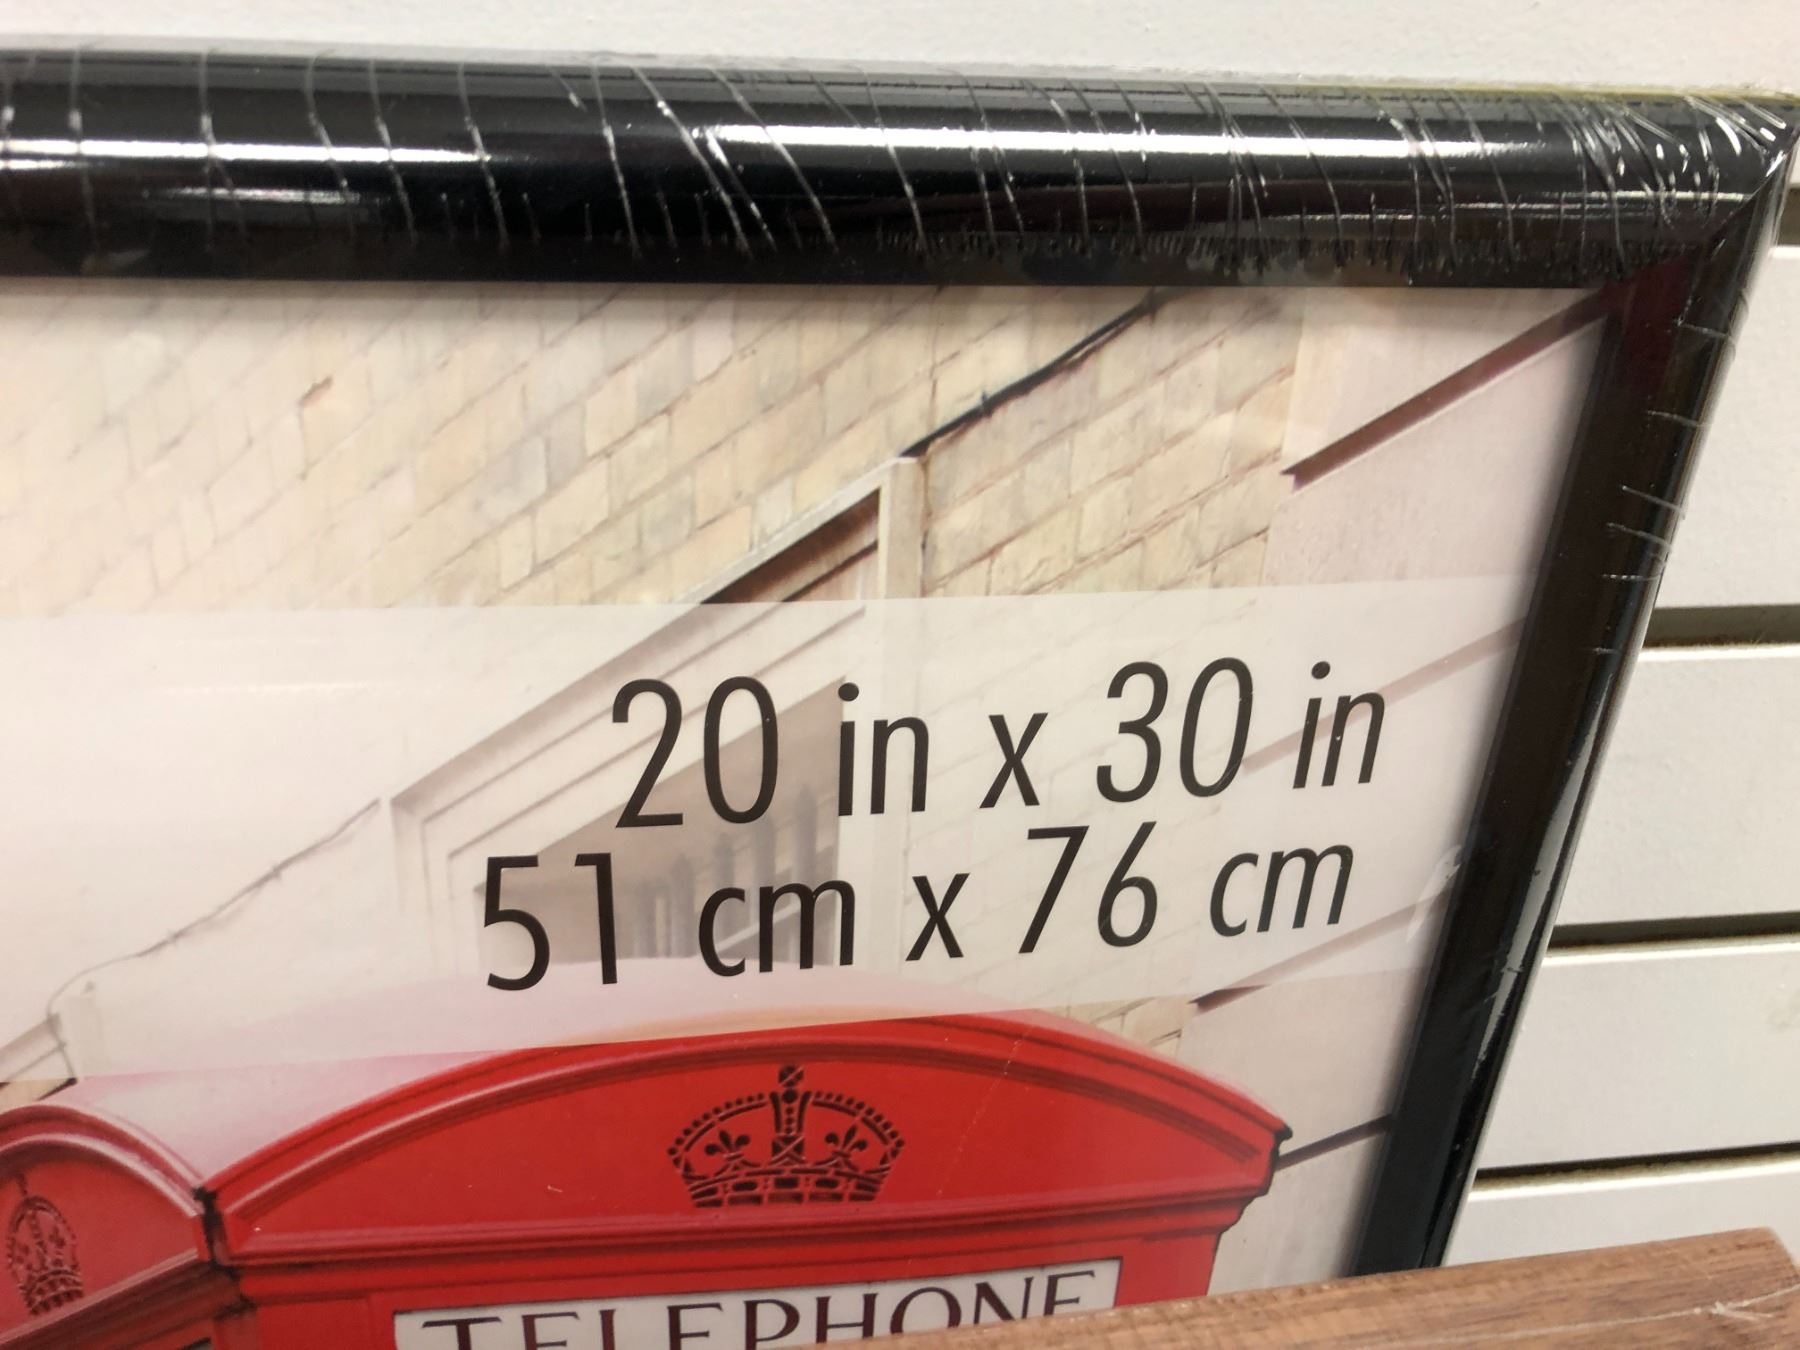 20 in x 30 in
51 cm x 76 cm
TELEPHONE